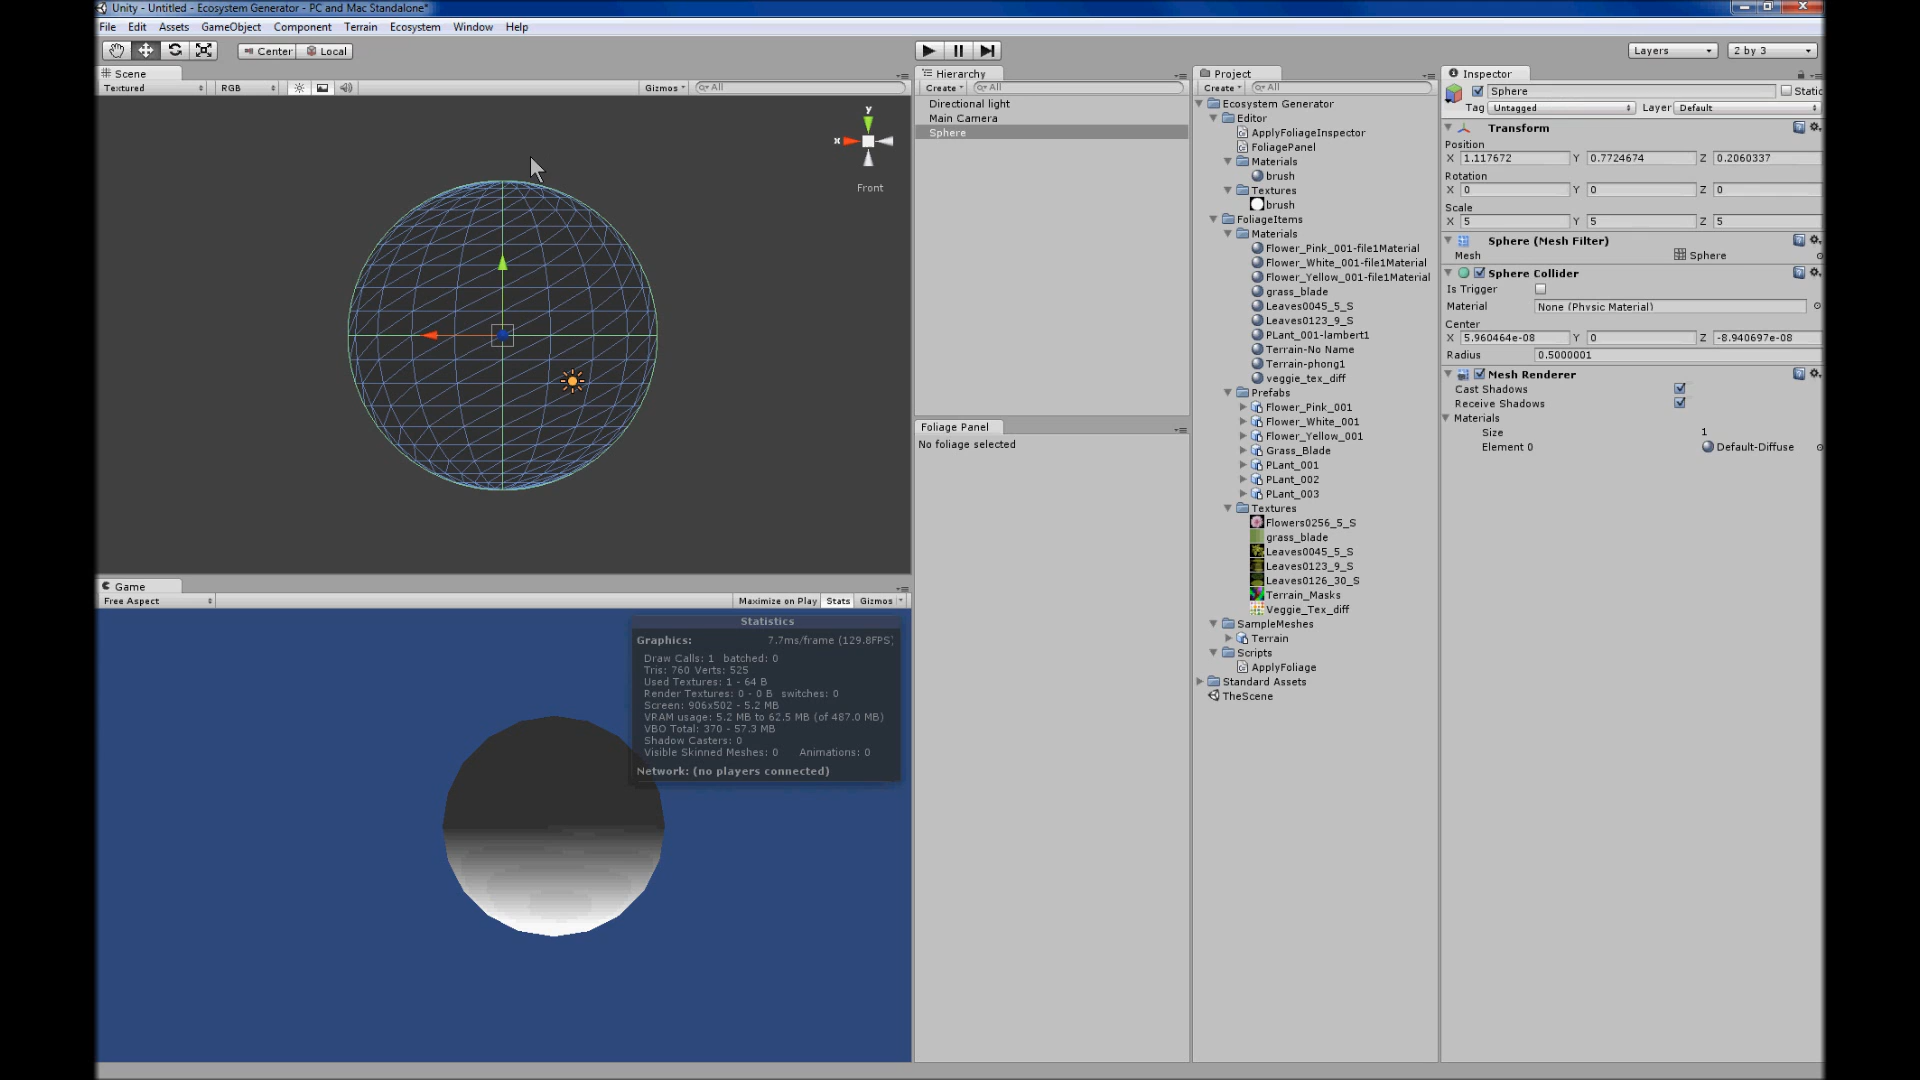 Unity - Untitled - Ecosystem Generator - PC and Mac Standalone*
File Edit Assets GameObject Component Terrain Ecosystem Window Help
Center Local
Layers
2 by 3
Scene
Textured RGB Gizmos All
y
x
Front
Game
Free Aspect Maximize on Play Stats Gizmos
Statistics
Graphics: 7.7ms/frame (129.8FPS)
Draw Calls: 1 batched: 0
Tris: 760 Verts: 525
Used Textures: 1 - 64 B
Render Textures: 0 - 0 B switches: 0
Screen: 906x502 - 5.2 MB
VRAM usage: 5.2 MB to 62.5 MB (of 487.0 MB)
VBO Total: 370 - 57.3 MB
Shadow Casters: 0
Visible Skinned Meshes: 0 Animations: 0
Network: (no players connected)
Hierarchy
Create All
Directional light
Main Camera
Sphere
Foliage Panel
No foliage selected
Project
Create All
Ecosystem Generator
Editor
ApplyFoliageInspector
FoliagePanel
Materials
brush
Textures
brush
FoliageItems
Materials
Flower_Pink_001-file1Material
Flower_White_001-file1Material
Flower_Yellow_001-file1Material
grass_blade
Leaves0045_5_S
Leaves0123_9_S
PLant_001-lambert1
Terrain-No Name
Terrain-phong1
veggie_tex_diff
Prefabs
Flower_Pink_001
Flower_White_001
Flower_Yellow_001
Grass_Blade
PLant_001
PLant_002
PLant_003
Textures
Flowers0256_5_S
grass_blade
Leaves0045_5_S
Leaves0123_9_S
Leaves0126_30_S
Terrain_Masks
Veggie_Tex_diff
SampleMeshes
Terrain
Scripts
ApplyFoliage
Standard Assets
TheScene
Inspector
Sphere Static
Tag Untagged Layer Default
Transform
Position
X 1.117672 Y 0.7724674 Z 0.2060337
Rotation
X 0 Y 0 Z 0
Scale
X 5 Y 5 Z 5
Sphere (Mesh Filter)
Mesh Sphere
Sphere Collider
Is Trigger
Material None (Physic Material)
Center
X 5.960464e-08 Y 0 Z -8.940697e-08
Radius 0.5000001
Mesh Renderer
Cast Shadows
Receive Shadows
Materials
Size 1
Element 0 Default-Diffuse